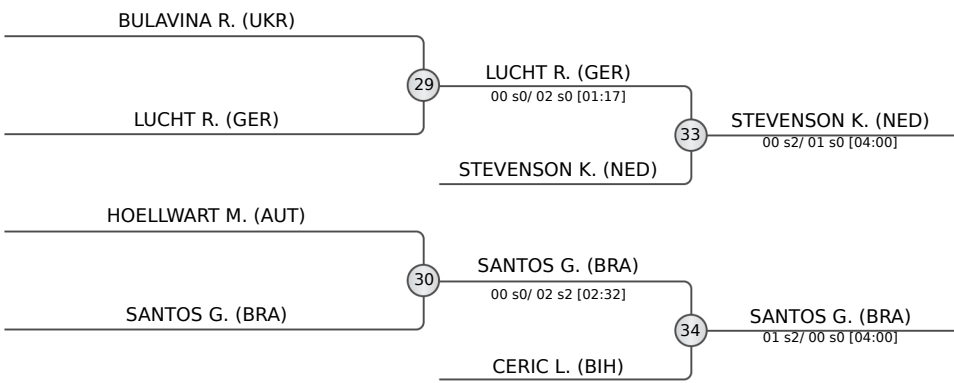 BULAVINA R. (UKR)
29
LUCHT R. (GER)
00 s0/ 02 s0 [01:17]
LUCHT R. (GER)
33
STEVENSON K. (NED)
00 s2/ 01 s0 [04:00]
STEVENSON K. (NED)
HOELLWART M. (AUT)
30
SANTOS G. (BRA)
00 s0/ 02 s2 [02:32]
SANTOS G. (BRA)
34
SANTOS G. (BRA)
01 s2/ 00 s0 [04:00]
CERIC L. (BIH)